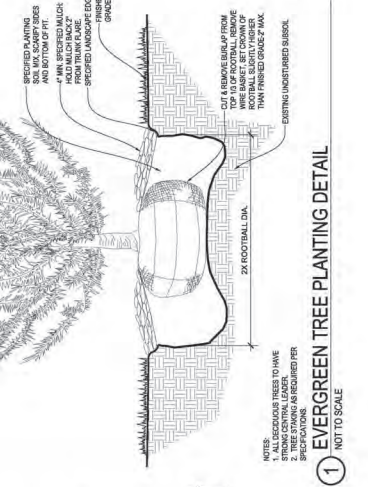 SPECIFIED PLANTING
SOIL MIX, SCARIFY SIDES
AND BOTTOM OF PIT.
4" MIN. SPECIFIED MULCH:
HOLD MULCH BACK 2"
FROM TRUNK FLARE.
SPECIFIED LANDSCAPE EDG
FINISHE
GRADE
CUT & REMOVE BURLAP FROM
TOP 1/3 OF ROOTBALL, REMOVE
WIRE BASKET, SET CROWN OF
ROOTBALL SLIGHTLY HIGHER
THAN FINISHED GRADE-2" MAX.
EXISTING UNDISTURBED SUBSOIL
2X ROOTBALL DIA.
NOTES:
1. ALL DECIDUOUS TREES TO HAVE
STRONG CENTRAL LEADER.
2. TREE STAKING AS REQUIRED PER
SPECIFICATIONS.
1 EVERGREEN TREE PLANTING DETAIL
NOT TO SCALE